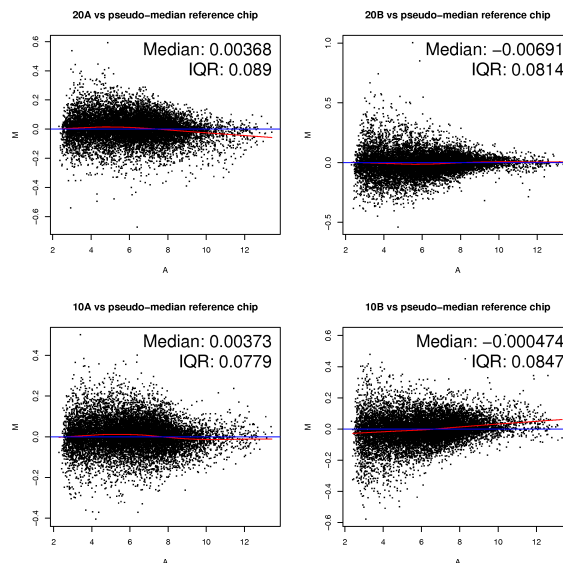 20A vs pseudo−median reference chip
Median: 0.00368
IQR: 0.089
M
0.6
0.4
0.2
0.0
−0.2
−0.4
−0.6
2 4 6 8 10 12
A
20B vs pseudo−median reference chip
Median: −0.00691
IQR: 0.0814
M
1.0
0.5
0.0
−0.5
2 4 6 8 10 12
A
10A vs pseudo−median reference chip
Median: 0.00373
IQR: 0.0779
M
0.4
0.2
0.0
−0.2
−0.4
2 4 6 8 10 12
A
10B vs pseudo−median reference chip
Median: −0.000474
IQR: 0.0847
M
0.6
0.4
0.2
0.0
−0.2
−0.4
−0.6
2 4 6 8 10 12
A